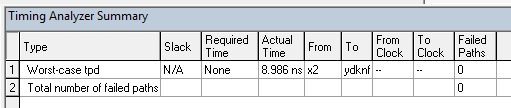 Timing Analyzer Summary
Type Slack Required Time Actual Time From To From Clock To Clock Failed Paths
1 Worst-case tpd N/A None 8.986 ns x2 ydknf -- -- 0
2 Total number of failed paths 0